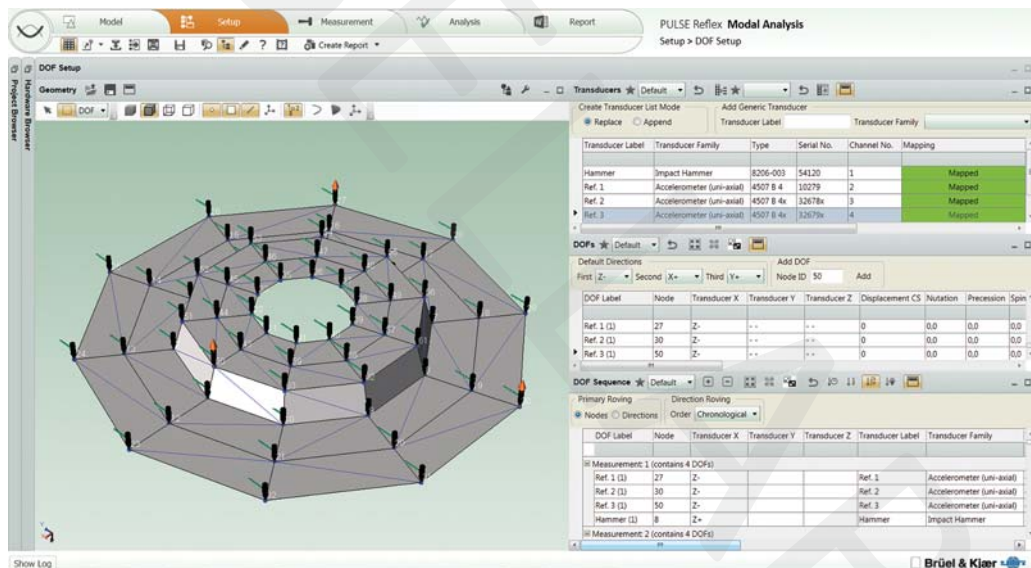 Model Setup Measurement Analysis Report PULSE Reflex Modal Analysis
Create Report Setup > DOF Setup
DOF Setup
Project Browser
Hardware Browser
Geometry
DOF
Transducers Default
Create Transducer List Mode Add Generic Transducer
Replace Append Transducer Label Transducer Family
Transducer Label Transducer Family Type Serial No. Channel No. Mapping
Hammer Impact Hammer 8206-003 54120 1 Mapped
Ref. 1 Accelerometer (uni-axial) 4507 B 4 10279 2 Mapped
Ref. 2 Accelerometer (uni-axial) 4507 B 4x 32678x 3 Mapped
Ref. 3 Accelerometer (uni-axial) 4507 B 4x 32679x 4 Mapped
DOFs Default
Default Directions Add DOF
First Z- Second X+ Third Y+ Node ID 50 Add
DOF Label Node Transducer X Transducer Y Transducer Z Displacement CS Nutation Precession Spin
Ref. 1 (1) 27 Z- - - - - 0 0,0 0,0 0,0
Ref. 2 (1) 30 Z- - - - - 0 0,0 0,0 0,0
Ref. 3 (1) 50 Z- - - - - 0 0,0 0,0 0,0
DOF Sequence Default
Primary Roving Direction Roving
Nodes Directions Order Chronological
DOF Label Node Transducer X Transducer Y Transducer Z Transducer Label Transducer Family
Measurement: 1 (contains 4 DOFs)
Ref. 1 (1) 27 Z- Ref. 1 Accelerometer (uni-axial)
Ref. 2 (1) 30 Z- Ref. 2 Accelerometer (uni-axial)
Ref. 3 (1) 50 Z- Ref. 3 Accelerometer (uni-axial)
Hammer (1) 8 Z+ Hammer Impact Hammer
Measurement: 2 (contains 4 DOFs)
Show Log Brüel & Kjær